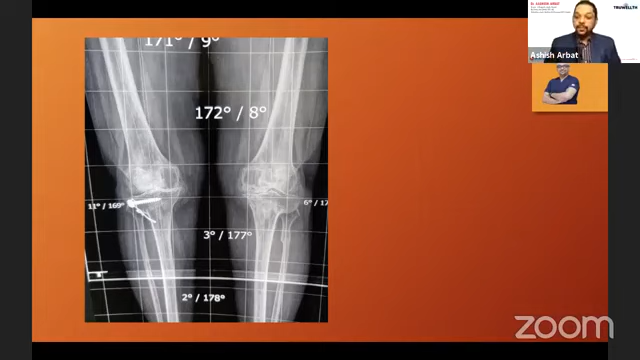 171° / 9°
172° / 8°
11° / 169°
6° / 17
3° / 177°
2° / 178°
TRUWELLTH
Ashish Arbat
zoom